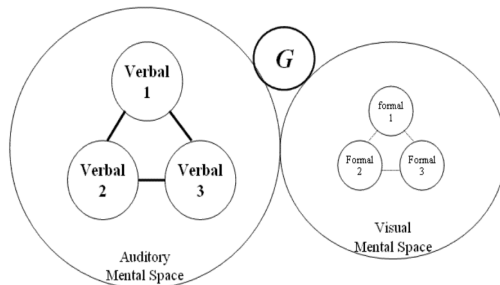 Verbal
1
Verbal
2
Verbal
3
Auditory
Mental Space
G
formal
1
Formal
2
Formal
3
Visual
Mental Space